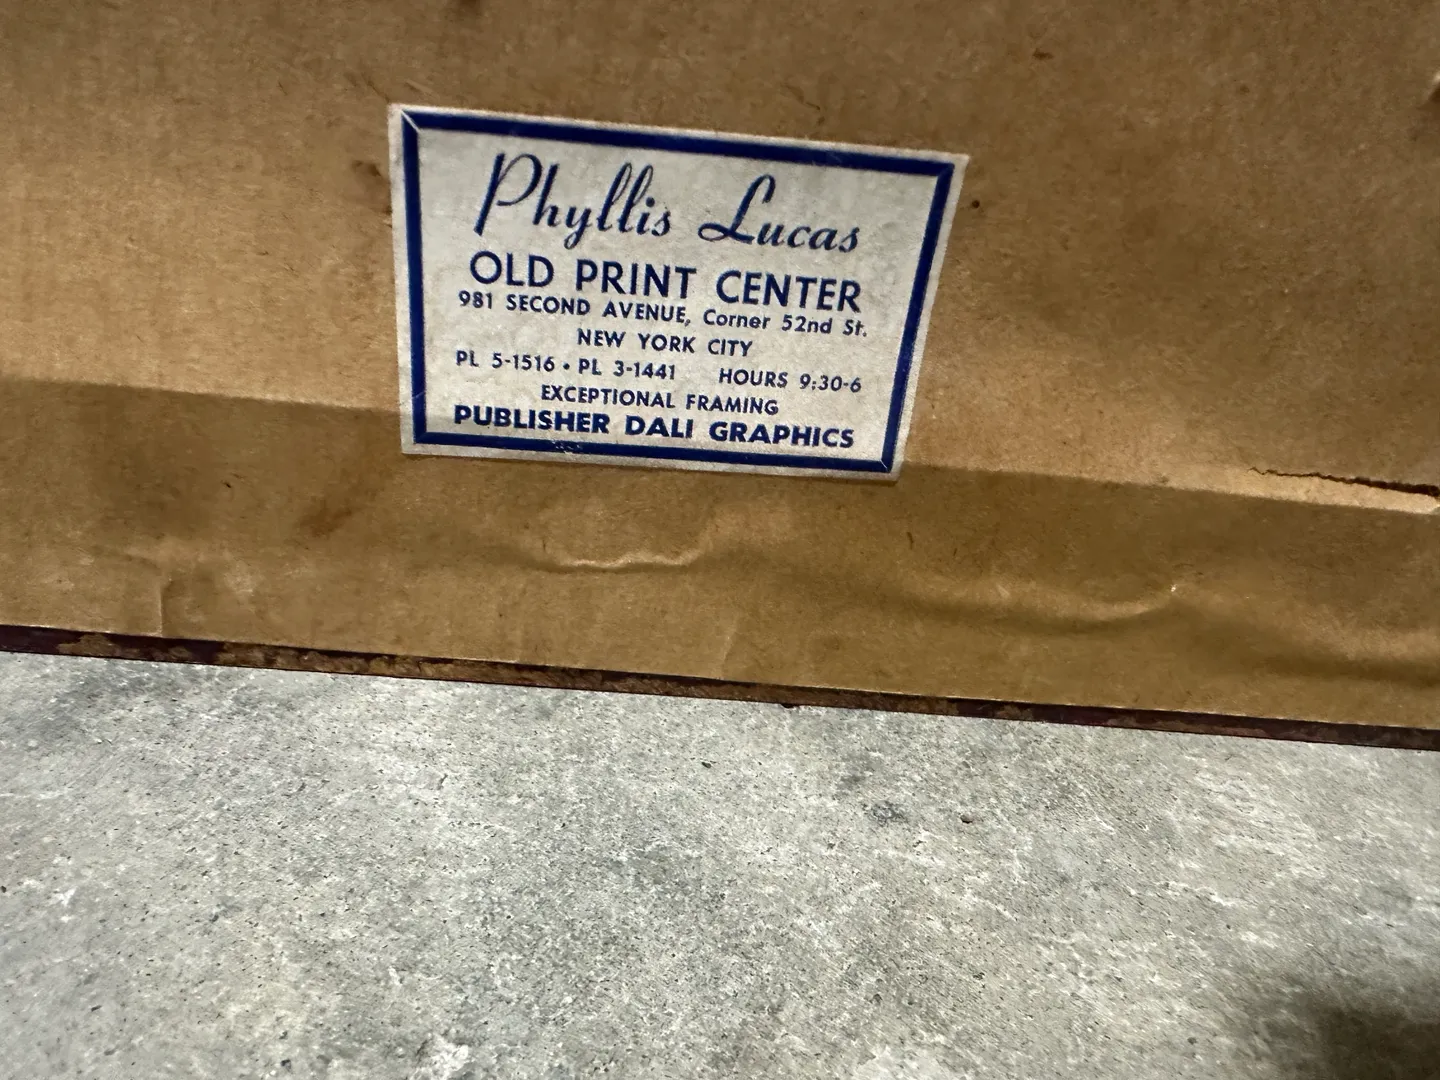 Phyllis Lucas
OLD PRINT CENTER
981 SECOND AVENUE, Corner 52nd St.
NEW YORK CITY
PL 5-1516 • PL 3-1441 HOURS 9:30-6
EXCEPTIONAL FRAMING
PUBLISHER DALI GRAPHICS